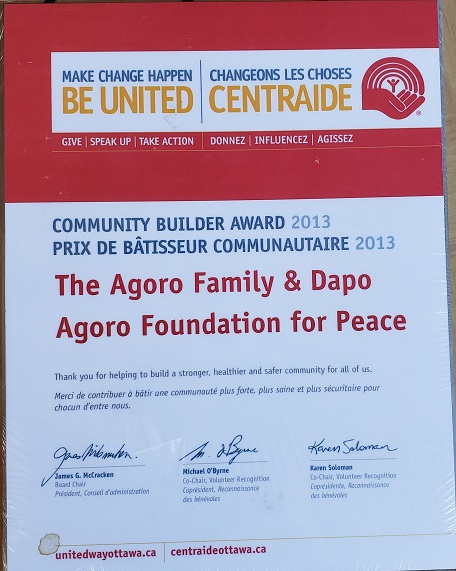 MAKE CHANGE HAPPEN
BE UNITED
CHANGEONS LES CHOSES
CENTRAIDE
GIVE | SPEAK UP | TAKE ACTION
DONNEZ | INFLUENCEZ | AGISSEZ
COMMUNITY BUILDER AWARD 2013
PRIX DE BÂTISSEUR COMMUNAUTAIRE 2013
The Agoro Family & Dapo
Agoro Foundation for Peace
Thank you for helping to build a stronger, healthier and safer community for all of us.
Merci de contribuer à bâtir une communauté plus forte, plus saine et plus sécuritaire pour
chacun d'entre nous.
James G. McCracken
Board Chair
Président, Conseil d'administration
M. O'Byrne
Michael O'Byrne
Co-Chair, Volunteer Recognition
Coprésident, Reconnaissance
des bénévoles
Karen Soloman
Karen Soloman
Co-Chair, Volunteer Recognition
Coprésidente, Reconnaissance
des bénévoles
unitedwayottawa.ca | centraideottawa.ca